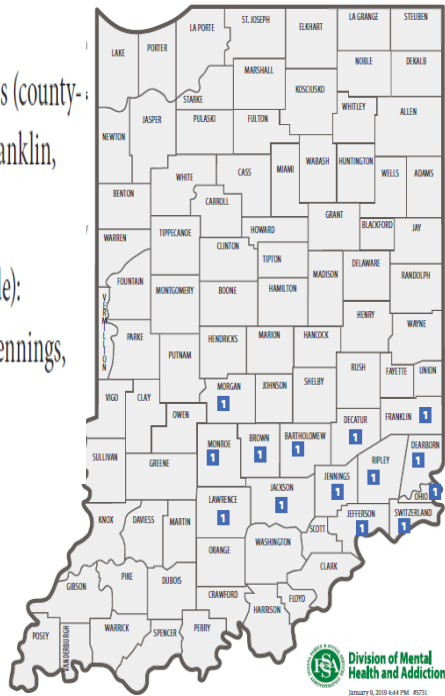 s (county-
anklin,
le):
ennings,
LAKE
PORTER
LA PORTE
ST. JOSEPH
ELKHART
LA GRANGE
STEUBEN
NOBLE
DEKALB
MARSHALL
KOSCIUSKO
STARKE
WHITLEY
ALLEN
NEWTON
JASPER
PULASKI
FULTON
WHITE
CASS
MIAMI
WABASH
HUNTINGTON
WELLS
ADAMS
BENTON
CARROLL
GRANT
BLACKFORD
JAY
WARREN
TIPPECANOE
HOWARD
CLINTON
TIPTON
MADISON
DELAWARE
RANDOLPH
FOUNTAIN
VERMILLION
MONTGOMERY
BOONE
HAMILTON
HENRY
WAYNE
PARKE
PUTNAM
HENDRICKS
MARION
HANCOCK
RUSH
FAYETTE
UNION
VIGO
CLAY
OWEN
MORGAN
1
JOHNSON
SHELBY
DECATUR
1
FRANKLIN 1
SULLIVAN
GREENE
MONROE
1
BROWN
1
BARTHOLOMEW
1
JENNINGS
1
RIPLEY
1
DEARBORN
1
OHIO 1
LAWRENCE
1
JACKSON
1
JEFFERSON
1
SWITZERLAND
1
KNOX
DAVIESS
MARTIN
ORANGE
WASHINGTON
SCOTT
CLARK
GIBSON
PIKE
DUBOIS
CRAWFORD
HARRISON
FLOYD
POSEY
VANDERBURGH
WARRICK
SPENCER
PERRY
FSSA
Division of Mental
Health and Addiction
January 9, 2019 4:44 PM #5731